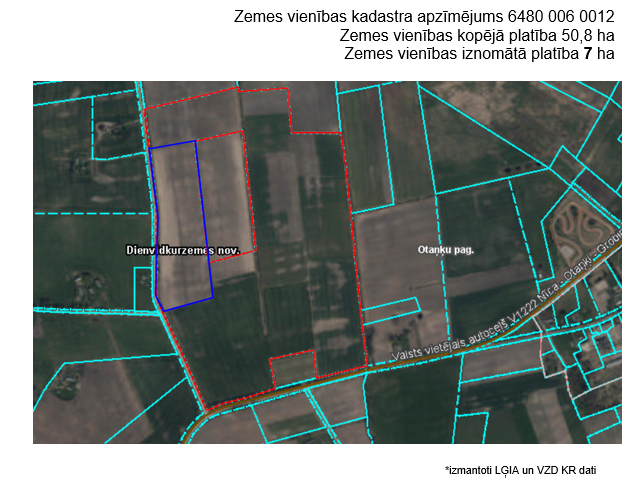 Zemes vienības kadastra apzīmējums 6480 006 0012
Zemes vienības kopējā platība 50,8 ha
Zemes vienības iznomātā platība 7 ha
Dienvidkurzemes nov.
Otaņķu pag.
Valsts vietējais autoceļš V1222 Nīca - Otaņķi - Grobi
*izmantoti LĢIA un VZD KR dati